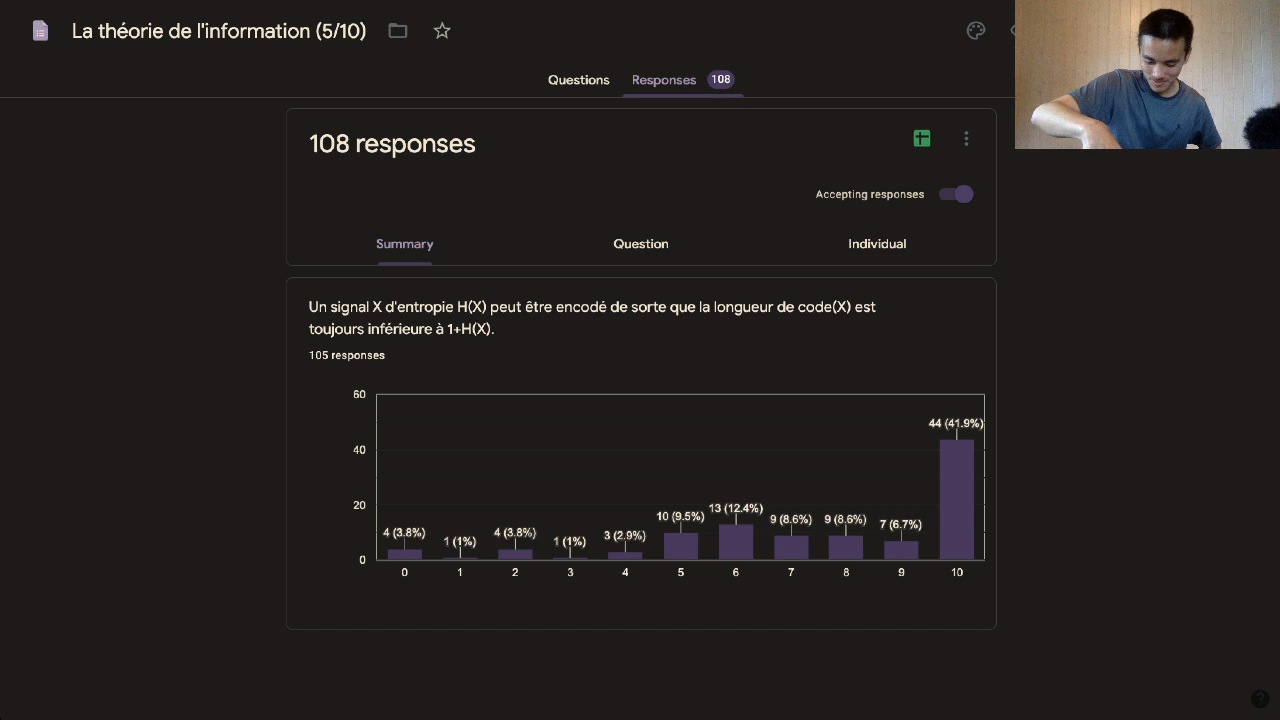 La théorie de l'information (5/10)
Questions
Responses 108
108 responses
Accepting responses
Summary
Question
Individual
Un signal X d'entropie H(X) peut être encodé de sorte que la longueur de code(X) est
toujours inférieure à 1+H(X).
105 responses
60
40
20
0
4 (3.8%)
1 (1%)
4 (3.8%)
1 (1%)
3 (2.9%)
10 (9.5%)
13 (12.4%)
9 (8.6%)
9 (8.6%)
7 (6.7%)
44 (41.9%)
0 1 2 3 4 5 6 7 8 9 10